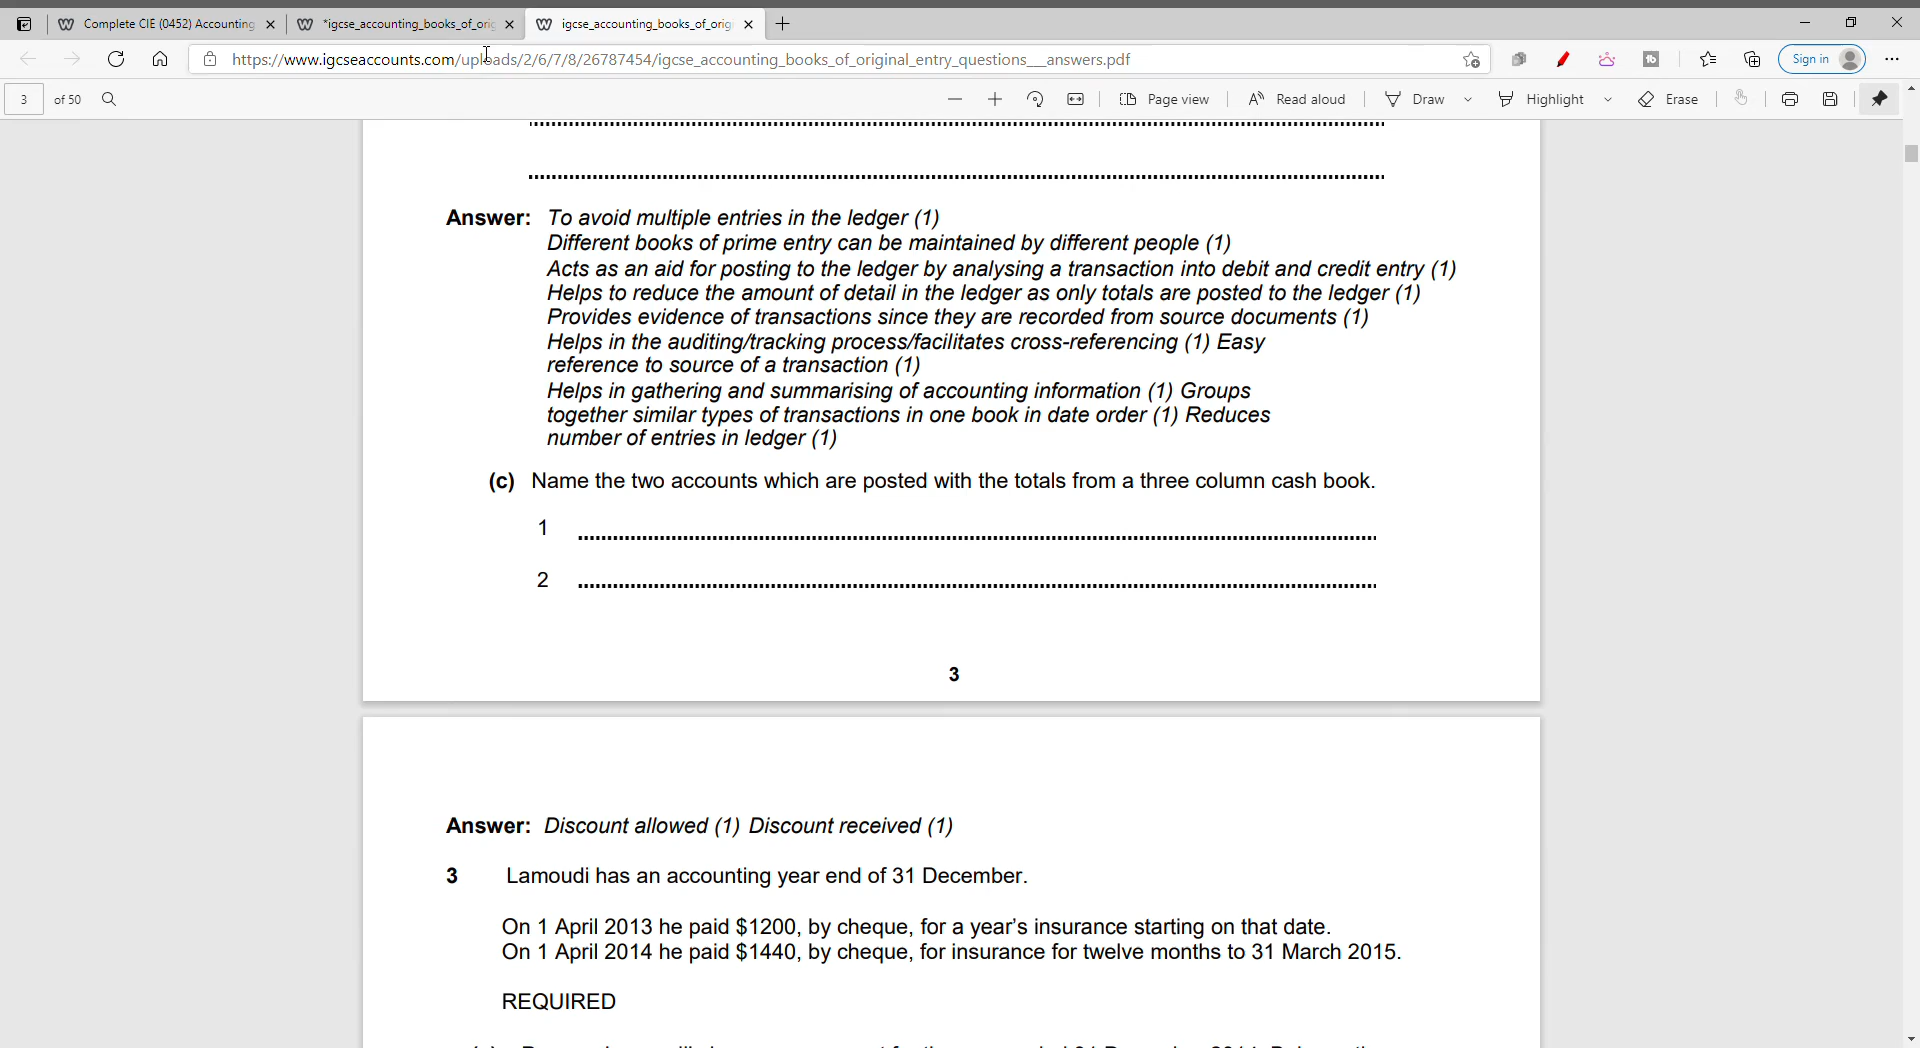 Complete CIE (0452) Accounting
*igcse_accounting_books_of_orig
igcse_accounting_books_of_orig
https://www.igcseaccounts.com/uploads/2/6/7/8/26787454/igcse_accounting_books_of_original_entry_questions__answers.pdf
Sign in
3 of 50
Page view
Read aloud
Draw
Highlight
Erase
Answer: To avoid multiple entries in the ledger (1)
Different books of prime entry can be maintained by different people (1)
Acts as an aid for posting to the ledger by analysing a transaction into debit and credit entry (1)
Helps to reduce the amount of detail in the ledger as only totals are posted to the ledger (1)
Provides evidence of transactions since they are recorded from source documents (1)
Helps in the auditing/tracking process/facilitates cross-referencing (1) Easy
reference to source of a transaction (1)
Helps in gathering and summarising of accounting information (1) Groups
together similar types of transactions in one book in date order (1) Reduces
number of entries in ledger (1)
(c) Name the two accounts which are posted with the totals from a three column cash book.
1
2
3
Answer: Discount allowed (1) Discount received (1)
3 Lamoudi has an accounting year end of 31 December.
On 1 April 2013 he paid $1200, by cheque, for a year's insurance starting on that date.
On 1 April 2014 he paid $1440, by cheque, for insurance for twelve months to 31 March 2015.
REQUIRED